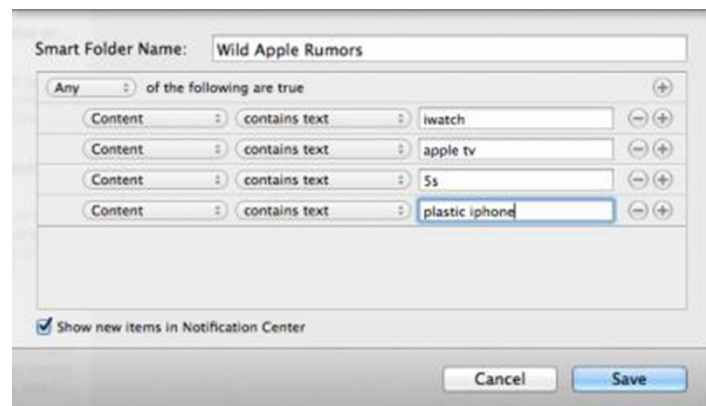 Smart Folder Name: Wild Apple Rumors
Any of the following are true
Content contains text iwatch
Content contains text apple tv
Content contains text 5s
Content contains text plastic iphone
Show new items in Notification Center
Cancel Save